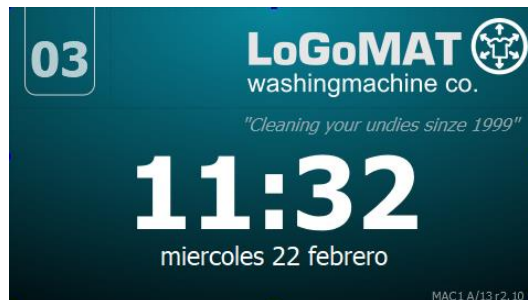 03
LoGoMAT
washingmachine co.
"Cleaning your undies sinze 1999"
11:32
miercoles 22 febrero
MAC1 A/13 r2.10